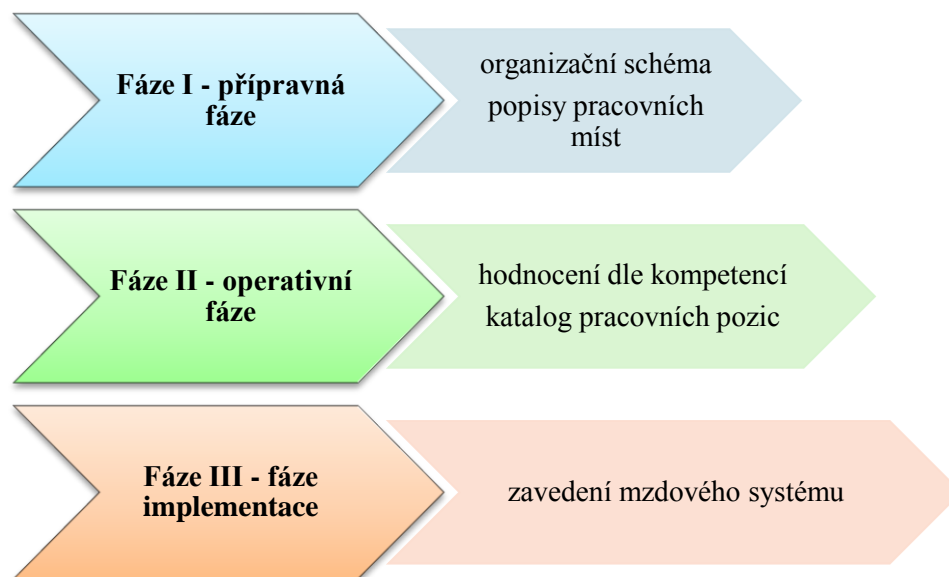 Fáze I - přípravná
fáze
organizační schéma
popisy pracovních
míst
Fáze II - operativní
fáze
hodnocení dle kompetencí
katalog pracovních pozic
Fáze III - fáze
implementace
zavedení mzdového systému